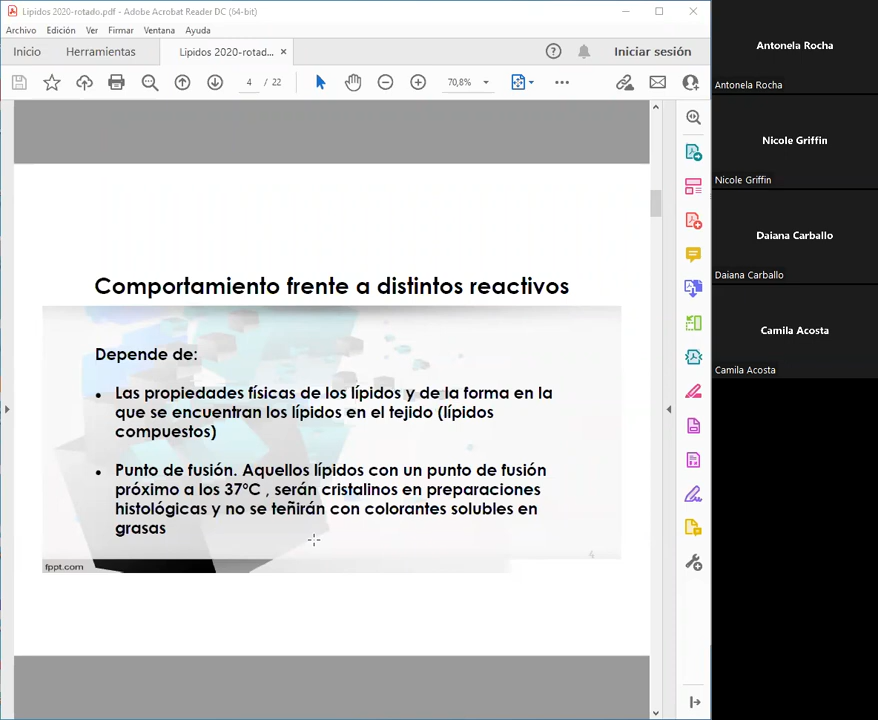 Lipidos 2020-rotado.pdf - Adobe Acrobat Reader DC (64-bit)
Archivo Edición Ver Firmar Ventana Ayuda
Inicio Herramientas Lipidos 2020-rotad... × Iniciar sesión
4 / 22 70,8%
Comportamiento frente a distintos reactivos
Depende de:
• Las propiedades físicas de los lípidos y de la forma en la
que se encuentran los lípidos en el tejido (lípidos
compuestos)
• Punto de fusión. Aquellos lípidos con un punto de fusión
próximo a los 37ºC , serán cristalinos en preparaciones
histológicas y no se teñirán con colorantes solubles en
grasas
4
fppt.com
Antonela Rocha
Antonela Rocha
Nicole Griffin
Nicole Griffin
Daiana Carballo
Daiana Carballo
Camila Acosta
Camila Acosta